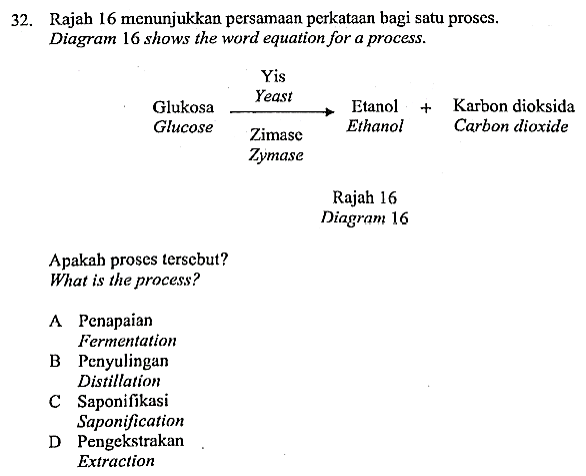 32. Rajah 16 menunjukkan persamaan perkataan bagi satu proses.
Diagram 16 shows the word equation for a process.
Yis
Yeast
Glukosa → Etanol + Karbon dioksida
Glucose Ethanol Carbon dioxide
Zimase
Zymase
Rajah 16
Diagram 16
Apakah proses tersebut?
What is the process?
A Penapaian
Fermentation
B Penyulingan
Distillation
C Saponifikasi
Saponification
D Pengekstrakan
Extraction